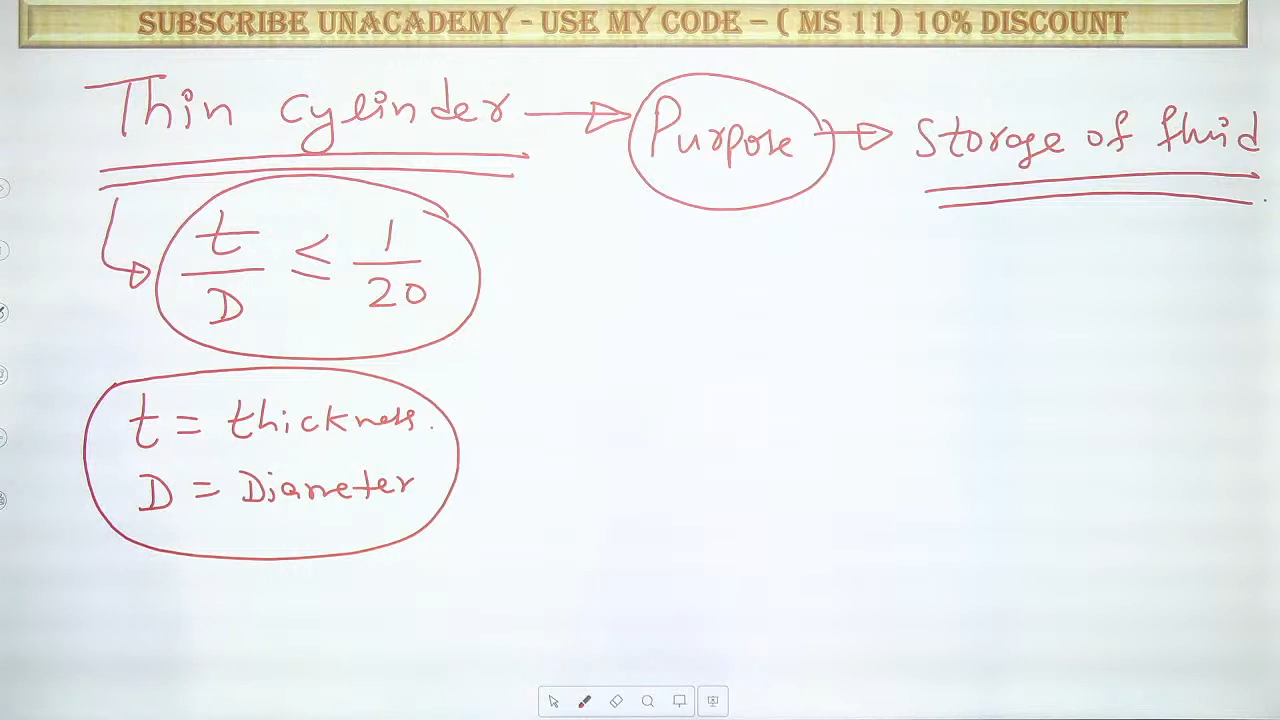 SUBSCRIBE UNACADEMY - USE MY CODE – ( MS 11) 10% DISCOUNT
Thin Cylinder → Purpose → Storage of fluid
t/D ≤ 1/20
t = thickness.
D = Diameter